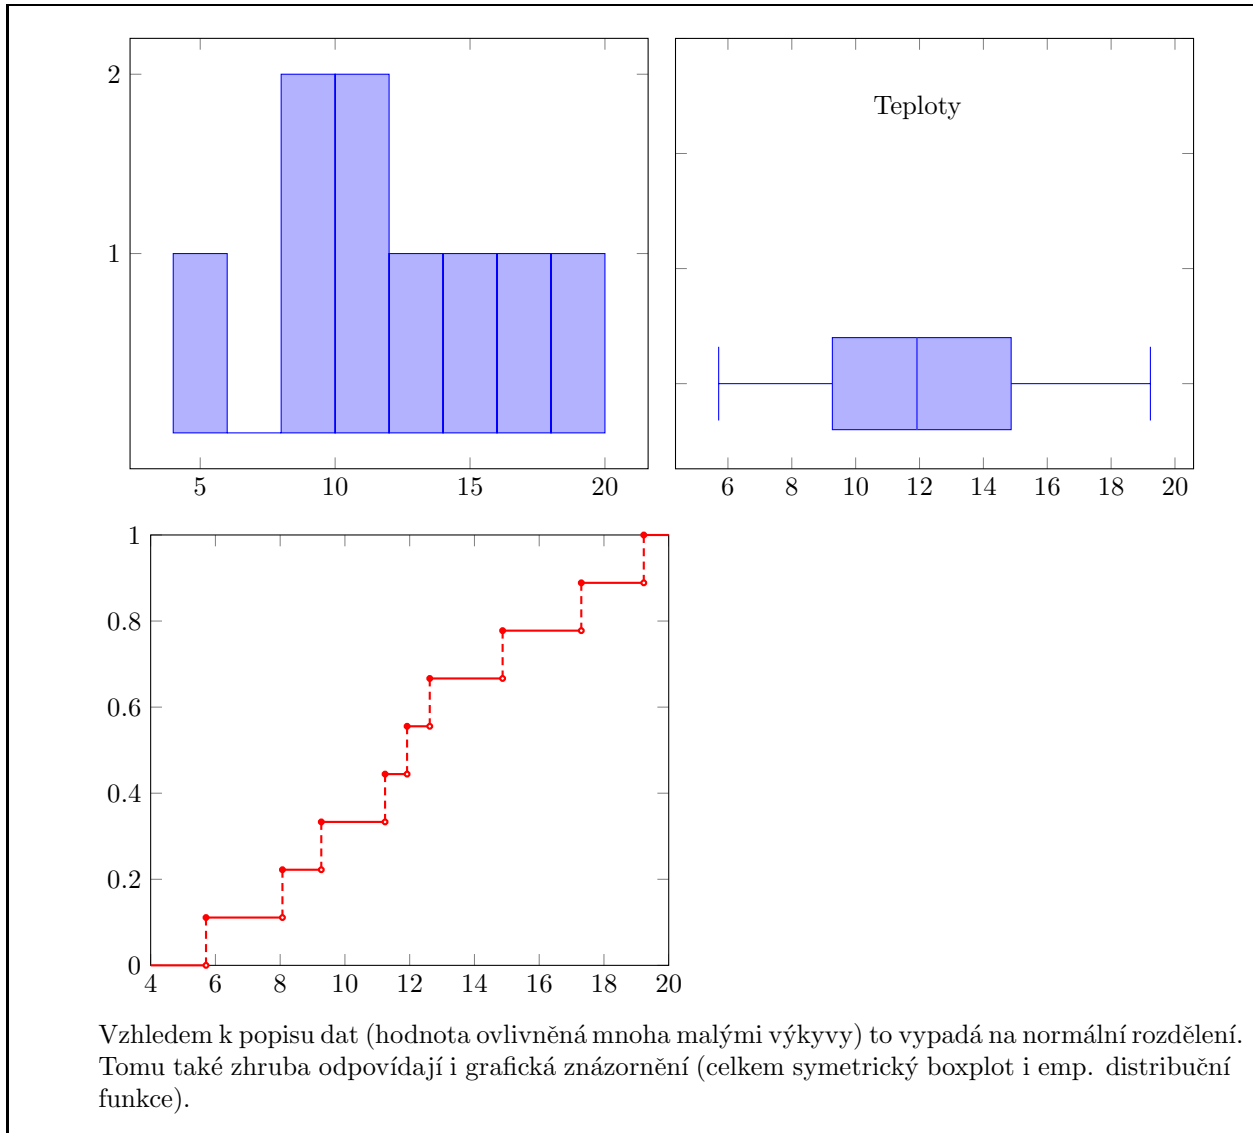 2
1
5 10 15 20
Teploty
6 8 10 12 14 16 18 20
1
0.8
0.6
0.4
0.2
0
4 6 8 10 12 14 16 18 20
Vzhledem k popisu dat (hodnota ovlivněná mnoha malými výkyvy) to vypadá na normální rozdělení.
Tomu také zhruba odpovídají i grafická znázornění (celkem symetrický boxplot i emp. distribuční
funkce).